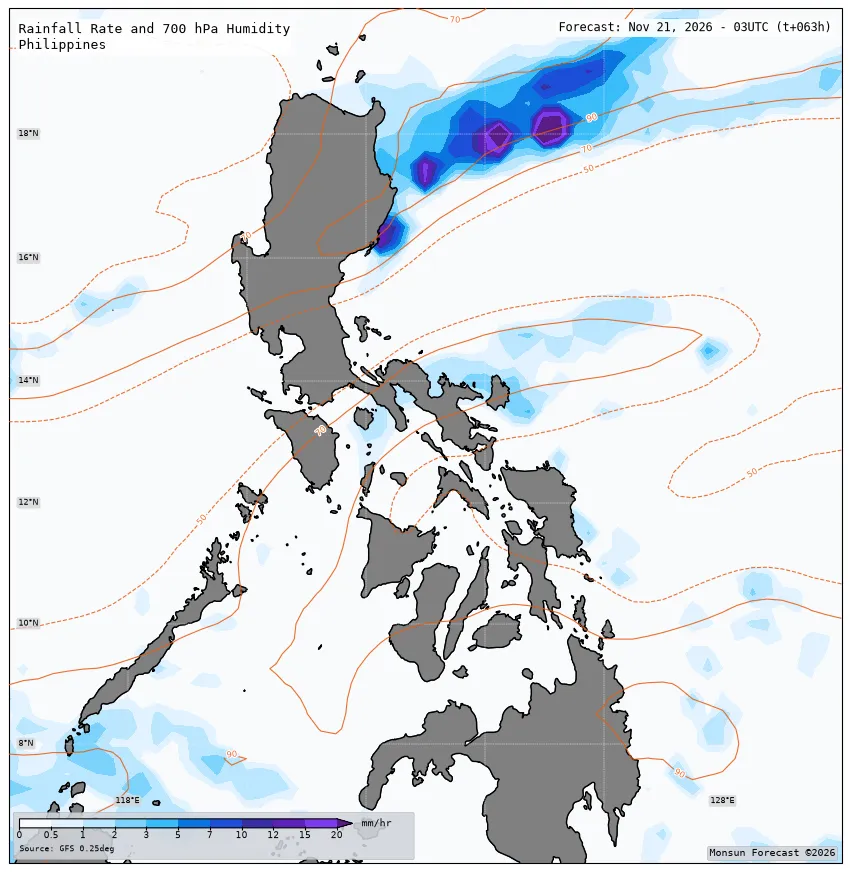 Rainfall Rate and 700 hPa Humidity
Philippines
Forecast: Nov 21, 2026 - 03UTC (t+063h)
70
90
70
50
18°N
16°N
14°N
70
50
12°N
50
10°N
8°N
90
90
118°E
128°E
0 0.5 1 2 3 5 7 10 12 15 20 mm/hr
Source: GFS 0.25deg
Monsun Forecast ©2026